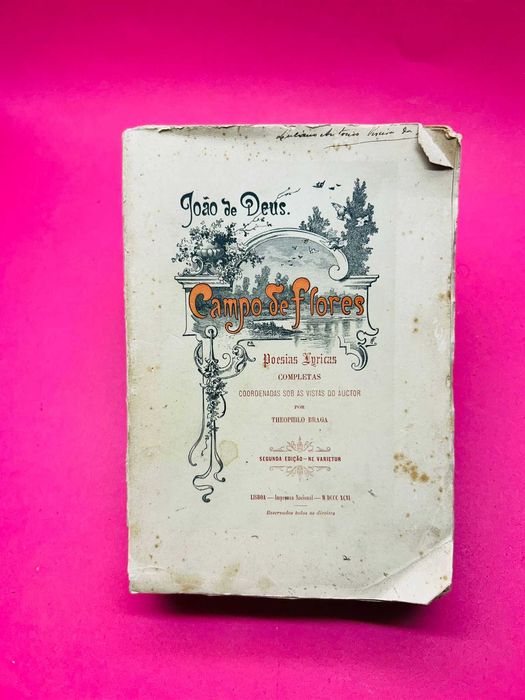 Antonio
João de Deus.
Campo de Flores
Poesias Lyricas
COMPLETAS
COORDENADAS SOB AS VISTAS DO AUCTOR
POR
THEOPHILO BRAGA
SEGUNDA EDIÇÃO—NE VARIETUR
LISBOA — Imprensa Nacional — M DCCC XCVI
Reservados todos os direitos